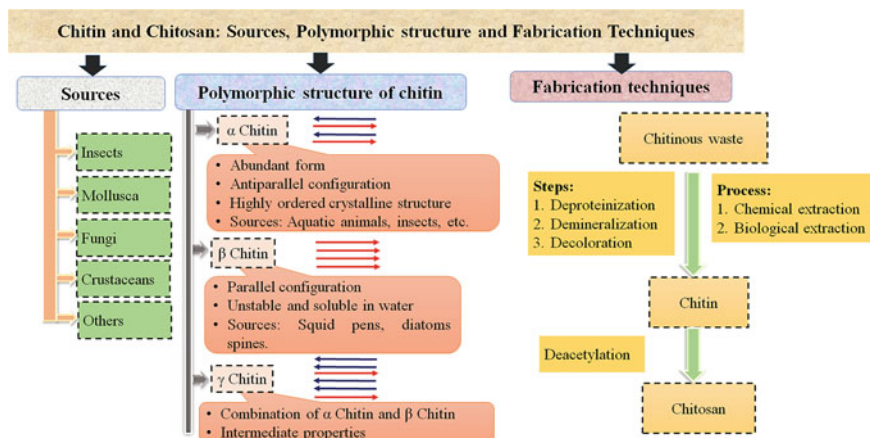 Chitin and Chitosan: Sources, Polymorphic structure and Fabrication Techniques
Sources
Insects
Mollusca
Fungi
Crustaceans
Others
Polymorphic structure of chitin
α Chitin
• Abundant form
• Antiparallel configuration
• Highly ordered crystalline structure
• Sources: Aquatic animals, insects, etc.
β Chitin
• Parallel configuration
• Unstable and soluble in water
• Sources: Squid pens, diatoms
spines.
γ Chitin
• Combination of α Chitin and β Chitin
• Intermediate properties
Fabrication techniques
Chitinous waste
Steps:
1. Deproteinization
2. Demineralization
3. Decoloration
Process:
1. Chemical extraction
2. Biological extraction
Chitin
Deacetylation
Chitosan